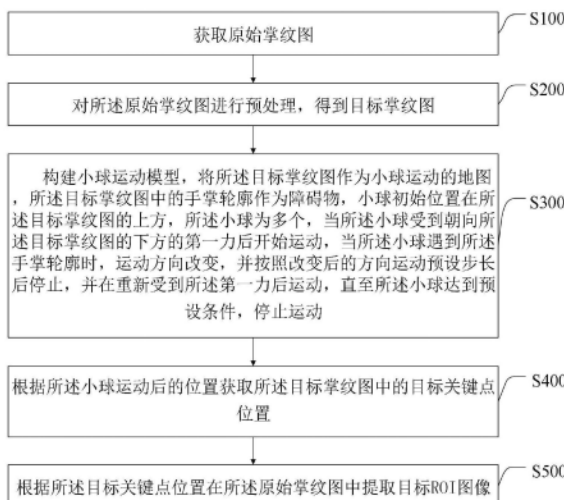 获取原始掌纹图
S100
对所述原始掌纹图进行预处理，得到目标掌纹图
S200
构建小球运动模型，将所述目标掌纹图作为小球运动的地图
，所述目标掌纹图中的手掌轮廓作为障碍物，小球初始位置在所
述目标掌纹图的上方，所述小球为多个，当所述小球受到朝向所
述目标掌纹图的下方的第一力后开始运动，当所述小球遇到所述
手掌轮廓时，运动方向改变，并按照改变后的方向运动预设步长
后停止，并在重新受到所述第一力后运动，直至所述小球达到预
设条件，停止运动
S300
根据所述小球运动后的位置获取所述目标掌纹图中的目标关键点
位置
S400
根据所述目标关键点位置在所述原始掌纹图中提取目标ROI图像
S500